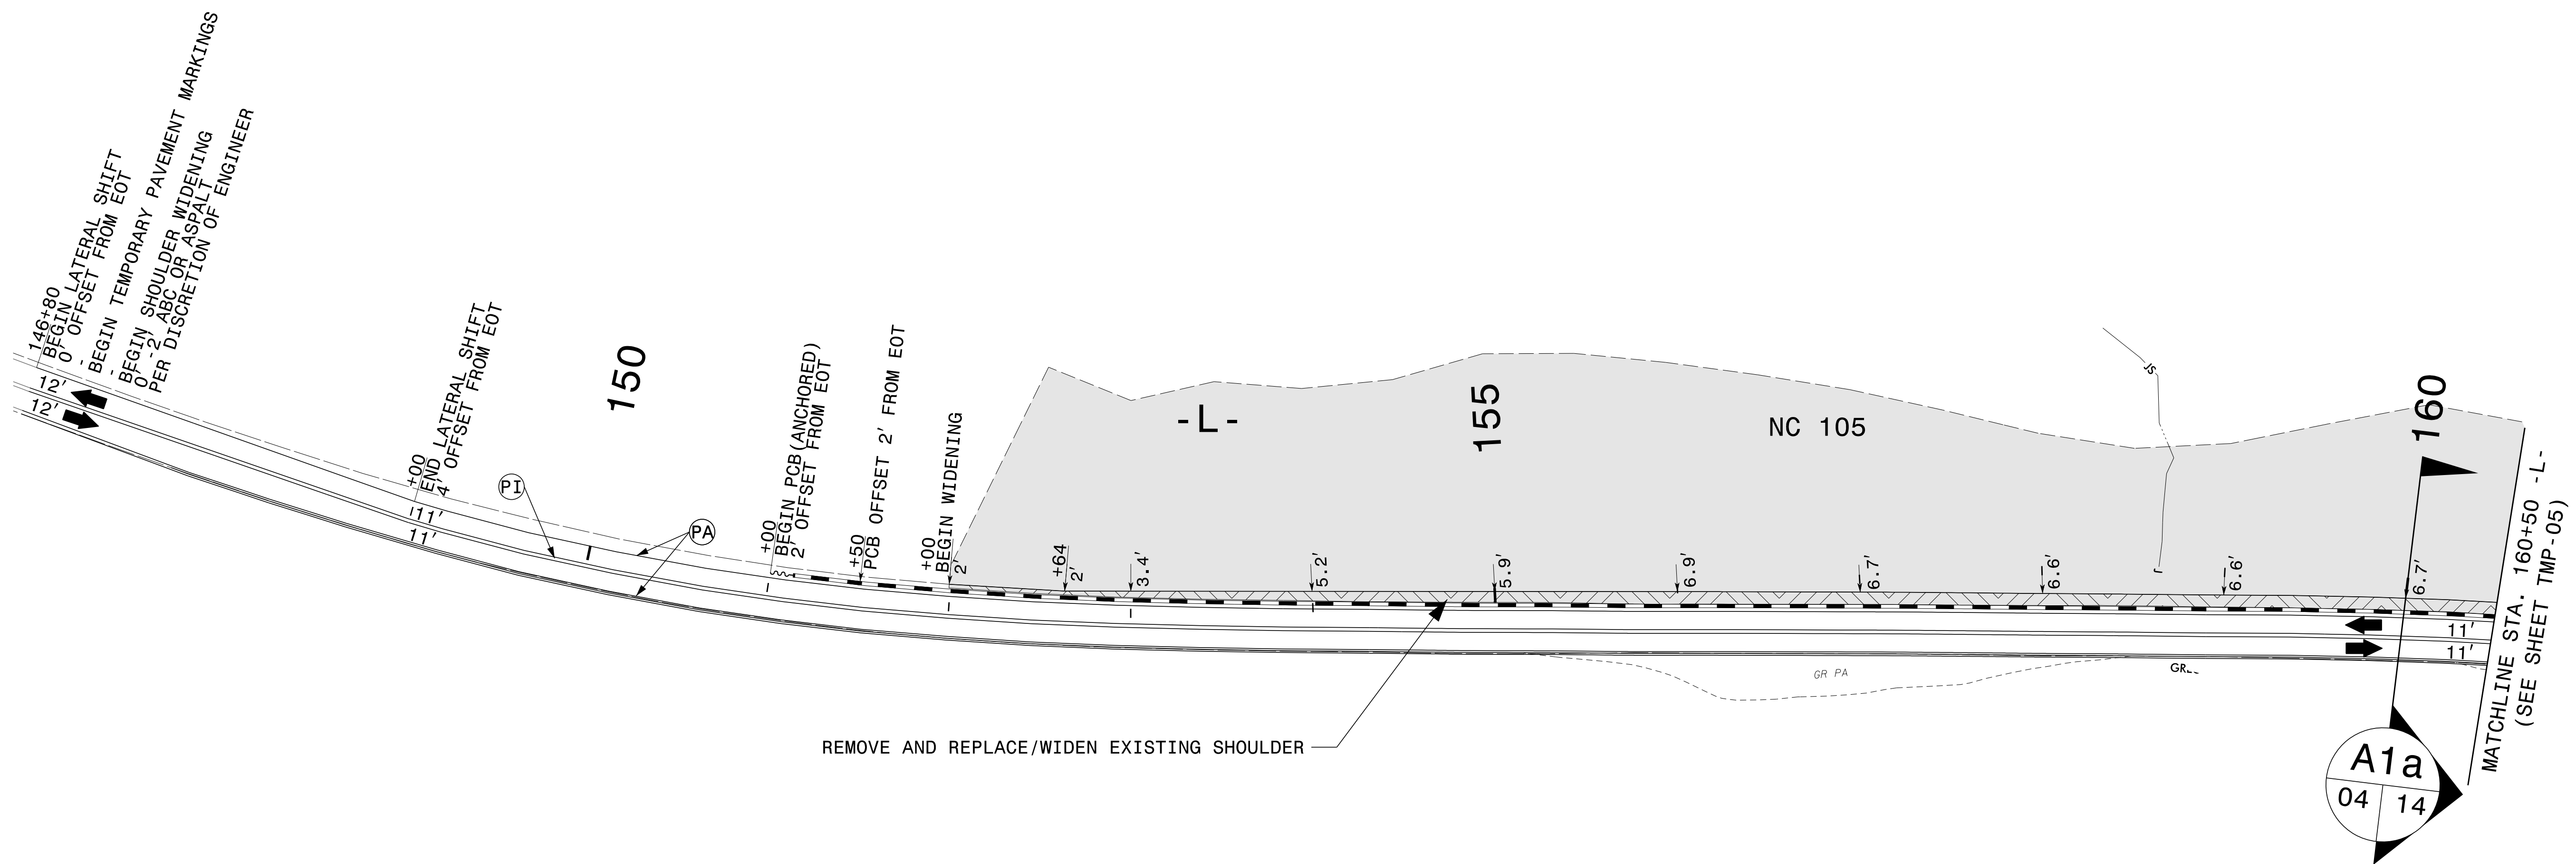 146+80
BEGIN LATERAL SHIFT
0' OFFSET FROM EOT
- BEGIN TEMPORARY PAVEMENT MARKINGS
- BEGIN SHOULDER WIDENING
0' -2' ABC OR ASPALT
PER DISCRETION OF ENGINEER
12'
12'
+00
END LATERAL SHIFT
4' OFFSET FROM EOT
11'
11'
PI
150
PA
+00
BEGIN PCB(ANCHORED)
2' OFFSET FROM EOT
+50
PCB OFFSET 2' FROM EOT
+00
BEGIN WIDENING
2'
+64
2'
3.4'
5.2'
5.9'
6.9'
6.7'
6.6'
6.6'
6.7'
-L-
155
NC 105
JS
160
11'
11'
GR PA
REMOVE AND REPLACE/WIDEN EXISTING SHOULDER
MATCHLINE STA. 160+50 -L-
(SEE SHEET TMP-05)
A1a
04 14